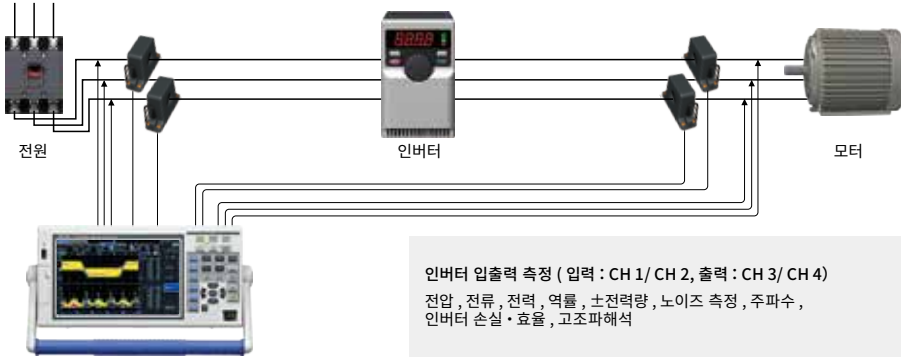 전원
인버터
모터
인버터 입출력 측정 ( 입력 : CH 1/ CH 2, 출력 : CH 3/ CH 4)
전압 , 전류 , 전력 , 역률 , ±전력량 , 노이즈 측정 , 주파수 ,
인버터 손실・효율 , 고조파해석